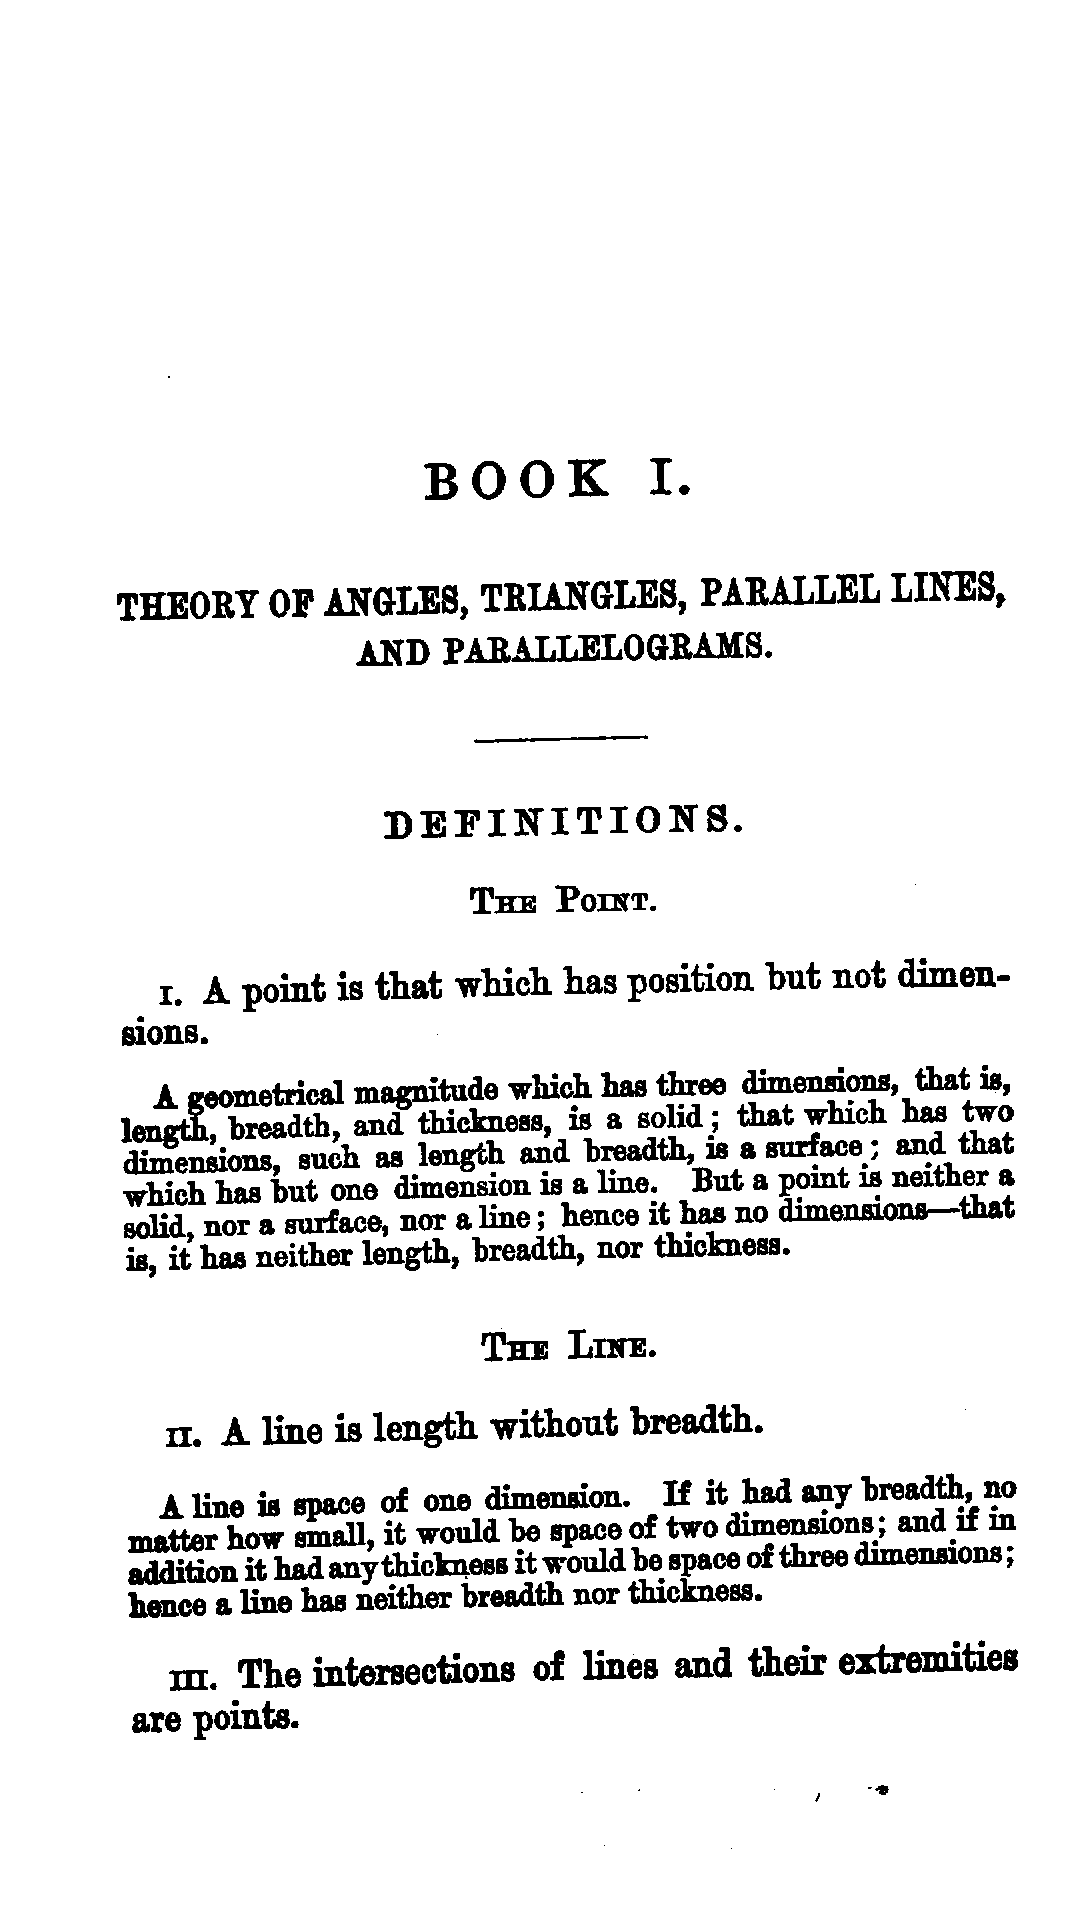 BOOK I.
THEORY OF ANGLES, TRIANGLES, PARALLEL LINES,
AND PARALLELOGRAMS.
DEFINITIONS.
The Point.
I. A point is that which has position but not dimen-
sions.
A geometrical magnitude which has three dimensions, that is,
length, breadth, and thickness, is a solid; that which has two
dimensions, such as length and breadth, is a surface; and that
which has but one dimension is a line. But a point is neither a
solid, nor a surface, nor a line; hence it has no dimensions—that
is, it has neither length, breadth, nor thickness.
The Line.
II. A line is length without breadth.
A line is space of one dimension. If it had any breadth, no
matter how small, it would be space of two dimensions; and if in
addition it had any thickness it would be space of three dimensions;
hence a line has neither breadth nor thickness.
III. The intersections of lines and their extremities
are points.